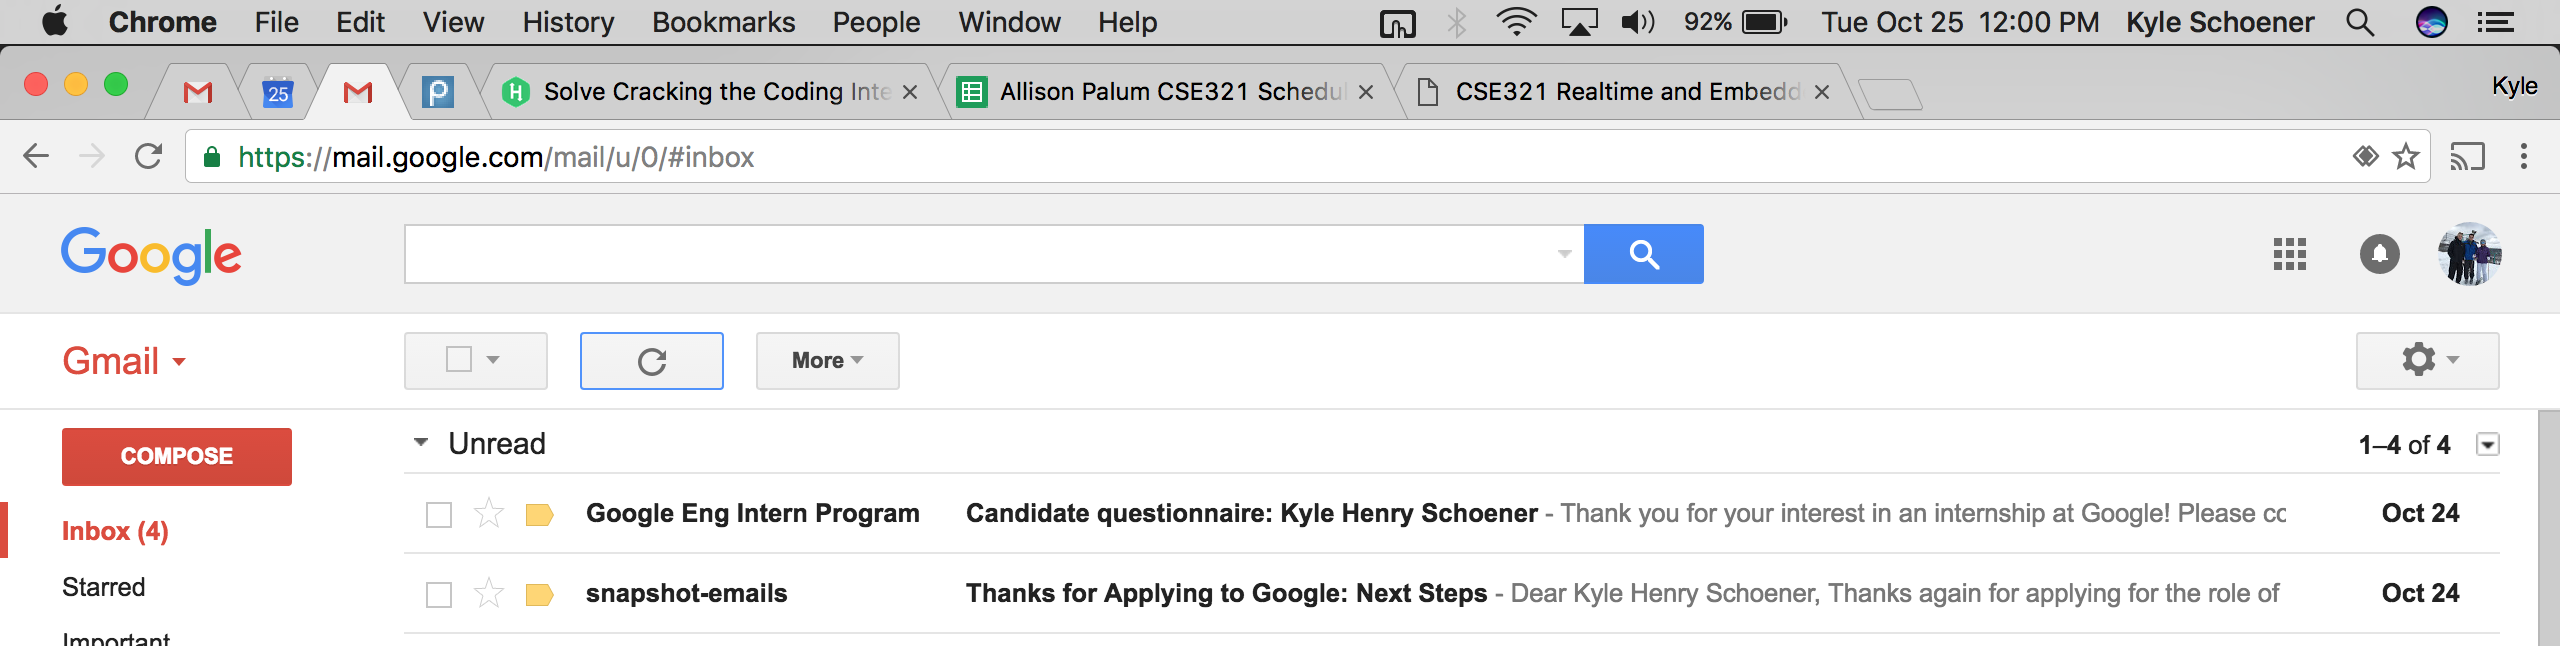 Chrome File Edit View History Bookmarks People Window Help 92% Tue Oct 25 12:00 PM Kyle Schoener
25 Solve Cracking the Coding Inte Allison Palum CSE321 Schedul CSE321 Realtime and Embedd Kyle
https://mail.google.com/mail/u/0/#inbox
Google
Gmail More
COMPOSE Unread 1–4 of 4
Inbox (4) Google Eng Intern Program Candidate questionnaire: Kyle Henry Schoener - Thank you for your interest in an internship at Google! Please co Oct 24
Starred snapshot-emails Thanks for Applying to Google: Next Steps - Dear Kyle Henry Schoener, Thanks again for applying for the role of Oct 24
Important